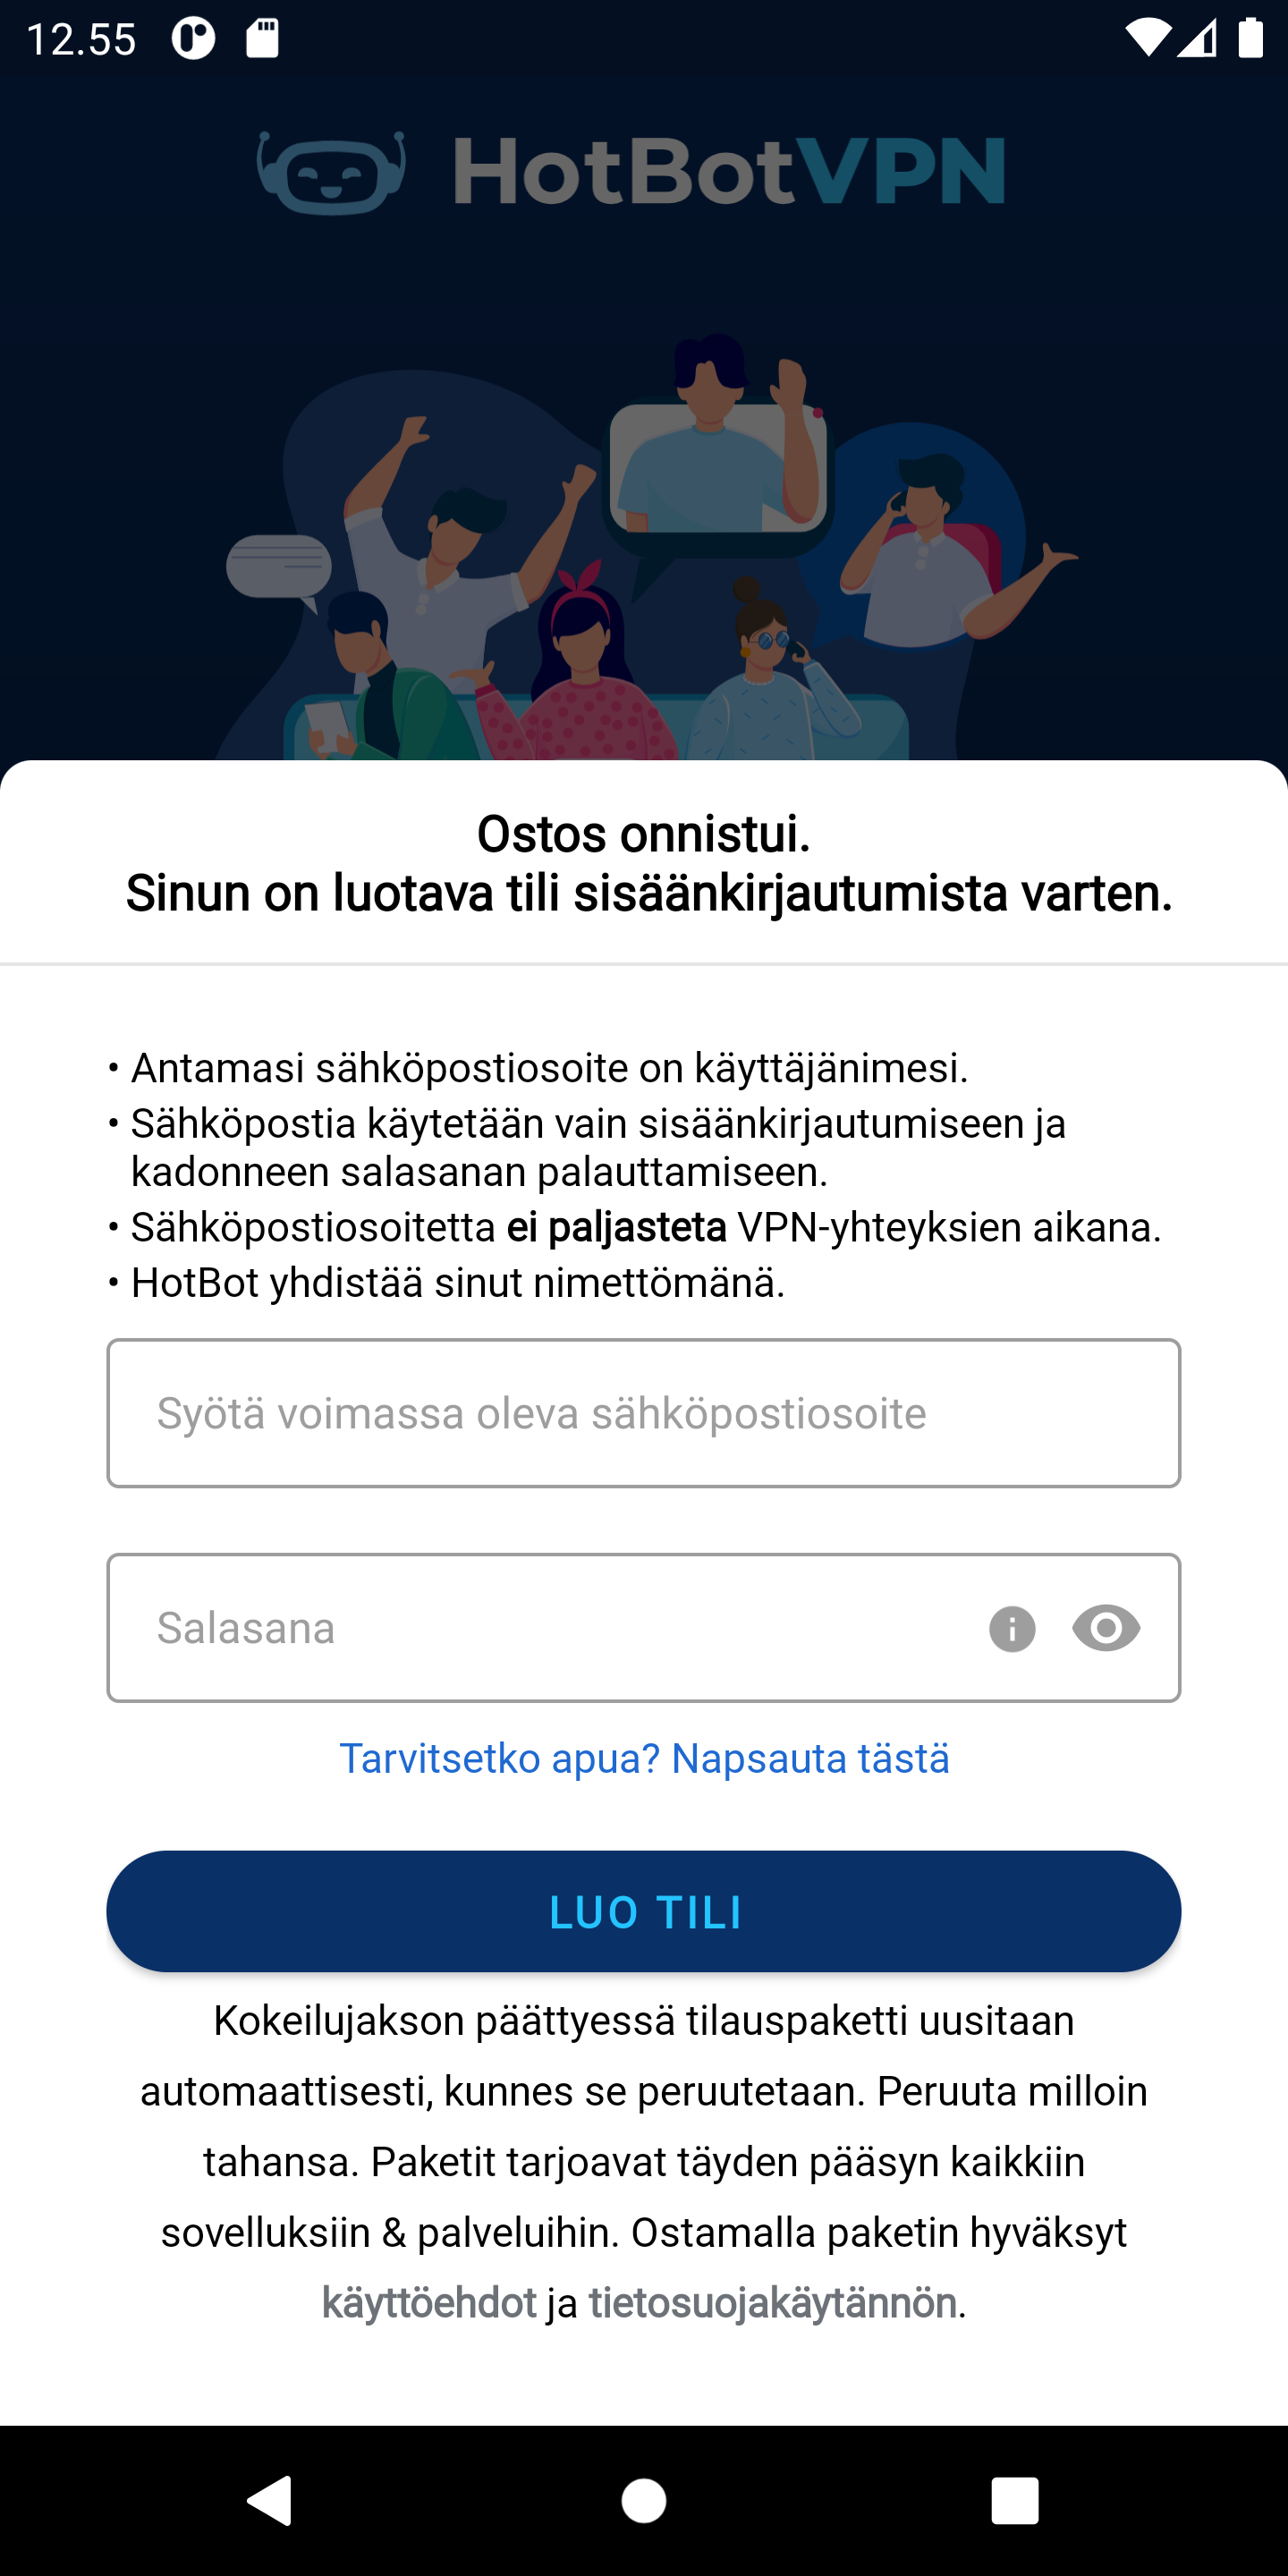 12.55
HotBotVPN
Ostos onnistui.
Sinun on luotava tili sisäänkirjautumista varten.
• Antamasi sähköpostiosoite on käyttäjänimesi.
• Sähköpostia käytetään vain sisäänkirjautumiseen ja
kadonneen salasanan palauttamiseen.
• Sähköpostiosoitetta ei paljasteta VPN-yhteyksien aikana.
• HotBot yhdistää sinut nimettömänä.
Syötä voimassa oleva sähköpostiosoite
Salasana
Tarvitsetko apua? Napsauta tästä
LUO TILI
Kokeilujakson päättyessä tilauspaketti uusitaan
automaattisesti, kunnes se peruutetaan. Peruuta milloin
tahansa. Paketit tarjoavat täyden pääsyn kaikkiin
sovelluksiin & palveluihin. Ostamalla paketin hyväksyt
käyttöehdot ja tietosuojakäytännön.